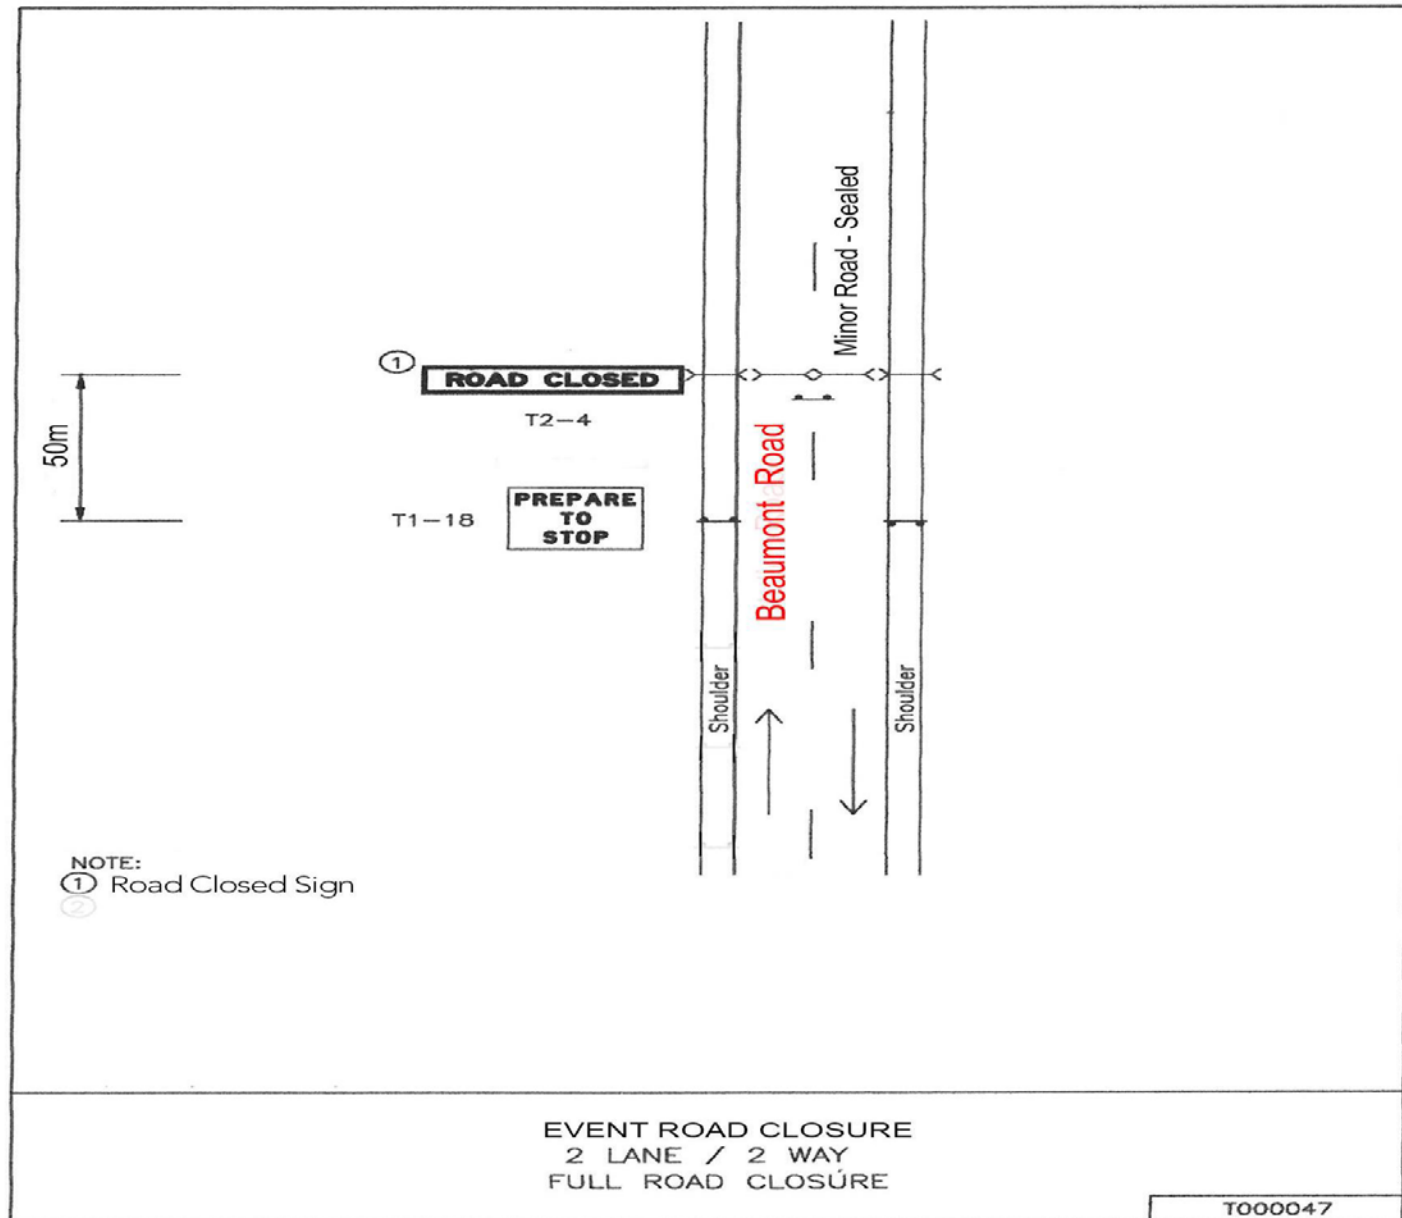 Minor Road - Sealed
①
ROAD CLOSED
T2-4
50m
Beaumont Road
T1-18
PREPARE
TO
STOP
Shoulder
Shoulder
NOTE:
① Road Closed Sign
②
EVENT ROAD CLOSURE
2 LANE / 2 WAY
FULL ROAD CLOSURE
T000047